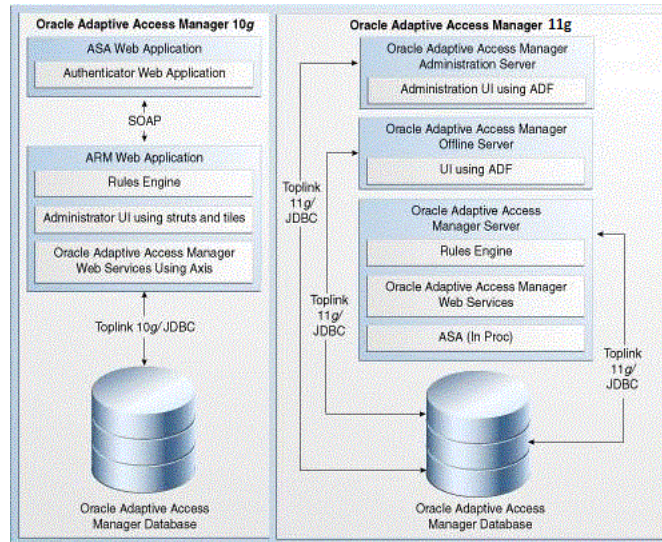 Oracle Adaptive Access Manager 10g
ASA Web Application
Authenticator Web Application
SOAP
ARM Web Application
Rules Engine
Administrator UI using struts and tiles
Oracle Adaptive Access Manager
Web Services Using Axis
Toplink 10g/JDBC
Oracle Adaptive Access
Manager Database
Oracle Adaptive Access Manager 11g
Oracle Adaptive Access Manager
Administration Server
Administration UI using ADF
Oracle Adaptive Access Manager
Offline Server
UI using ADF
Toplink
11g/
JDBC
Oracle Adaptive Access
Manager Server
Rules Engine
Oracle Adaptive Access Manager
Web Services
ASA (In Proc)
Toplink
11g/
JDBC
Toplink
11g/
JDBC
Oracle Adaptive Access
Manager Database